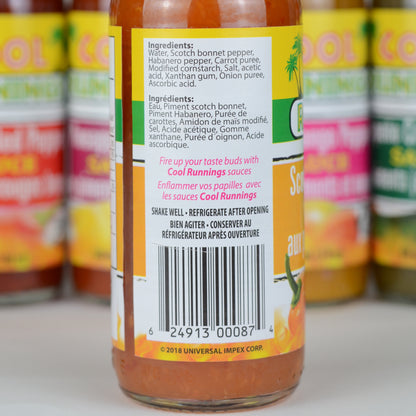 Ingredients:
Water, Scotch bonnet pepper,
Habanero pepper, Carrot puree,
Modified cornstarch, Salt, acetic
acid, Xanthan gum, Onion puree,
Ascorbic acid.
Ingrédients:
Eau, Piment scotch bonnet,
Piment Habanero, Purée de
carottes, Amidon de maïs modifié,
Sel, Acide acétique, Gomme
xanthane, Purée d'oignon, Acide
ascorbique.
Fire up your taste buds with
Cool Runnings sauces
Enflammer vos papilles avec
les sauces Cool Runnings
SHAKE WELL • REFRIGERATE AFTER OPENING
BIEN AGITER • CONSERVER AU
RÉFRIGÉRATEUR APRÈS OUVERTURE
6 24913 00087 4
©2018 UNIVERSAL IMPEX CORP.